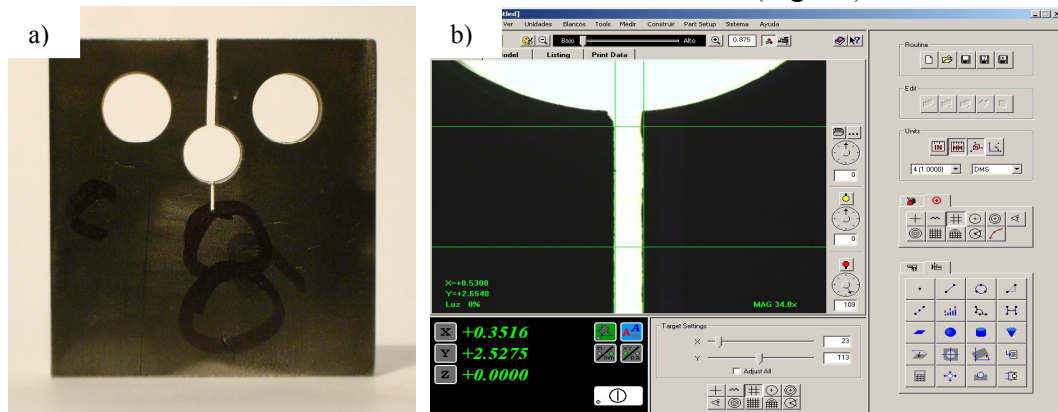 a)
b)
Ver Unidades Blancos Tools Medir Construir Part Setup Sistema Ayuda
Bajo Alto 0.875
Listing Print Data
Routine
Edit
Units
IN MM
4 (1.0000) DMS
0
0
109
X=+0.5308
Y=+2.6548
Luz 0% MAG 34.0x
X +0.3516
Y +2.5275
Z +0.0000
Target Settings
X 23
Y 113
Adjust All